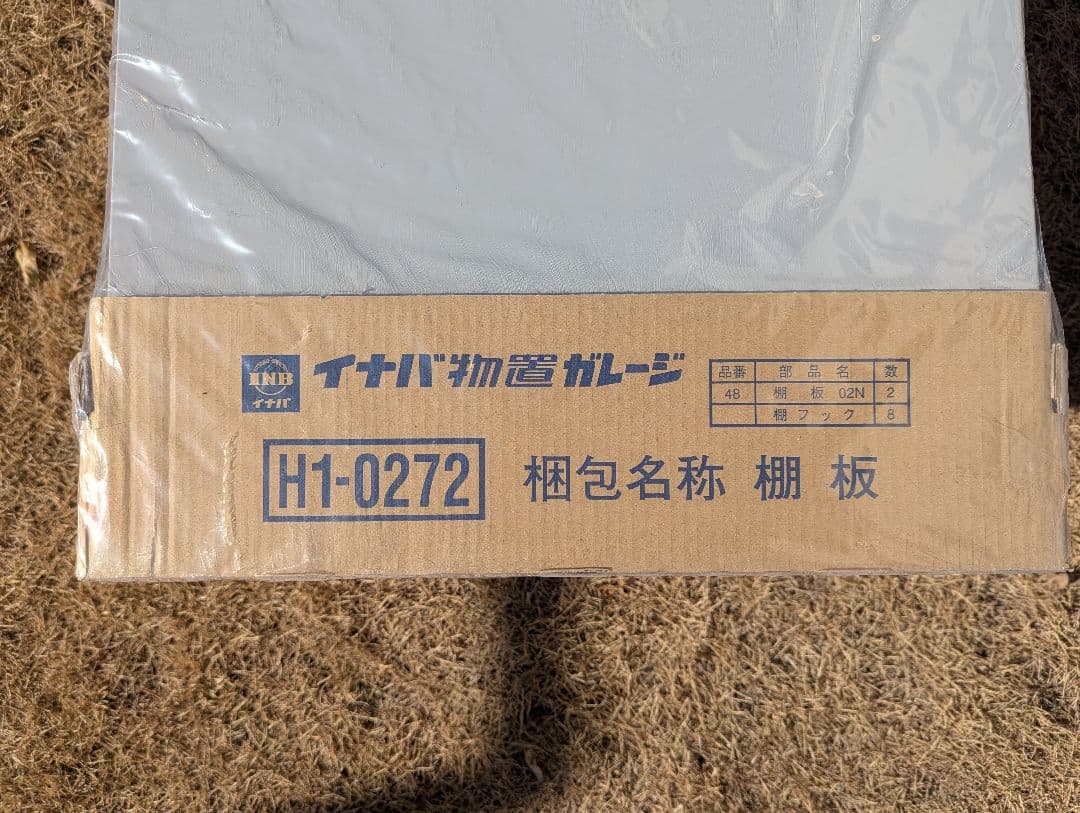 INB
イナバ
イナバ物置ガレージ
品番 部品名 数
48 棚板 02N 2
棚フック 8
H1-0272
梱包名称 棚板